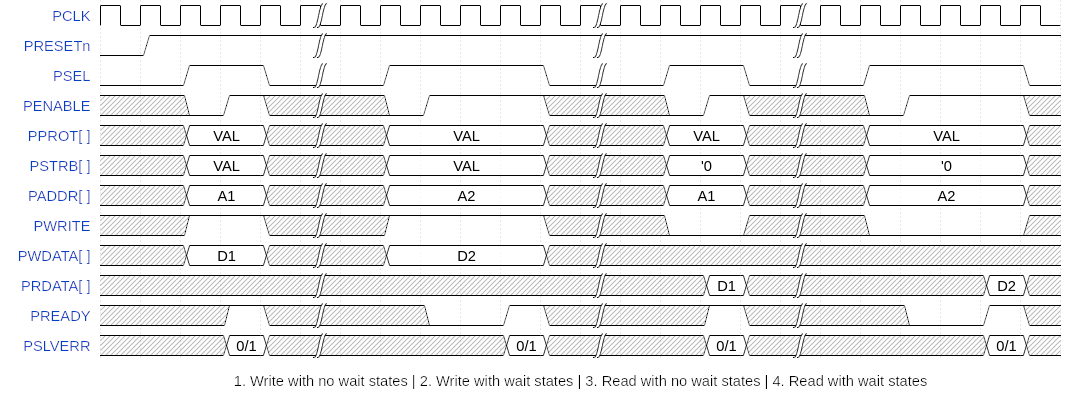 PCLK
PRESETn
PSEL
PENABLE
PPROT[ ] VAL VAL VAL VAL
PSTRB[ ] VAL VAL '0 '0
PADDR[ ] A1 A2 A1 A2
PWRITE
PWDATA[ ] D1 D2
PRDATA[ ] D1 D2
PREADY
PSLVERR 0/1 0/1 0/1 0/1
1. Write with no wait states | 2. Write with wait states | 3. Read with no wait states | 4. Read with wait states